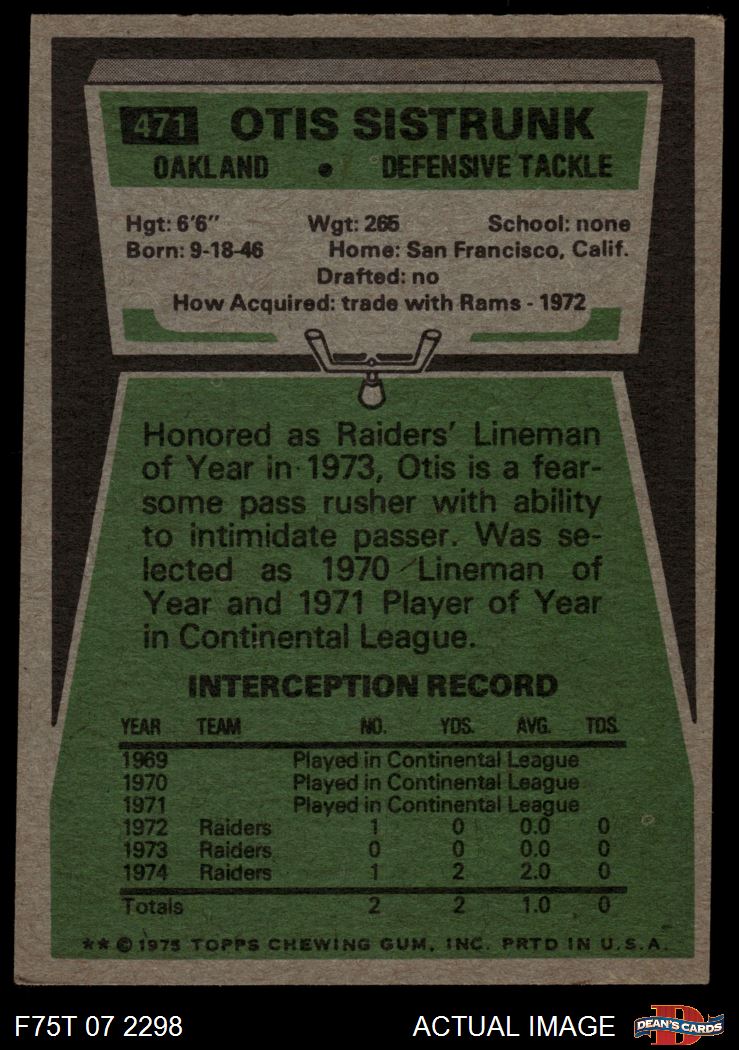 471 OTIS SISTRUNK
OAKLAND • DEFENSIVE TACKLE
Hgt: 6'6" Wgt: 265 School: none
Born: 9-18-46 Home: San Francisco, Calif.
Drafted: no
How Acquired: trade with Rams - 1972
Honored as Raiders' Lineman
of Year in 1973, Otis is a fear-
some pass rusher with ability
to intimidate passer. Was se-
lected as 1970 Lineman of
Year and 1971 Player of Year
in Continental League.
INTERCEPTION RECORD
YEAR TEAM NO. YDS. AVG. TDS.
1969 Played in Continental League
1970 Played in Continental League
1971 Played in Continental League
1972 Raiders 1 0 0.0 0
1973 Raiders 0 0 0.0 0
1974 Raiders 1 2 2.0 0
Totals 2 2 1.0 0
** © 1975 TOPPS CHEWING GUM, INC. PRTD IN U.S.A.
F75T 07 2298 ACTUAL IMAGE D DEAN'S CARDS